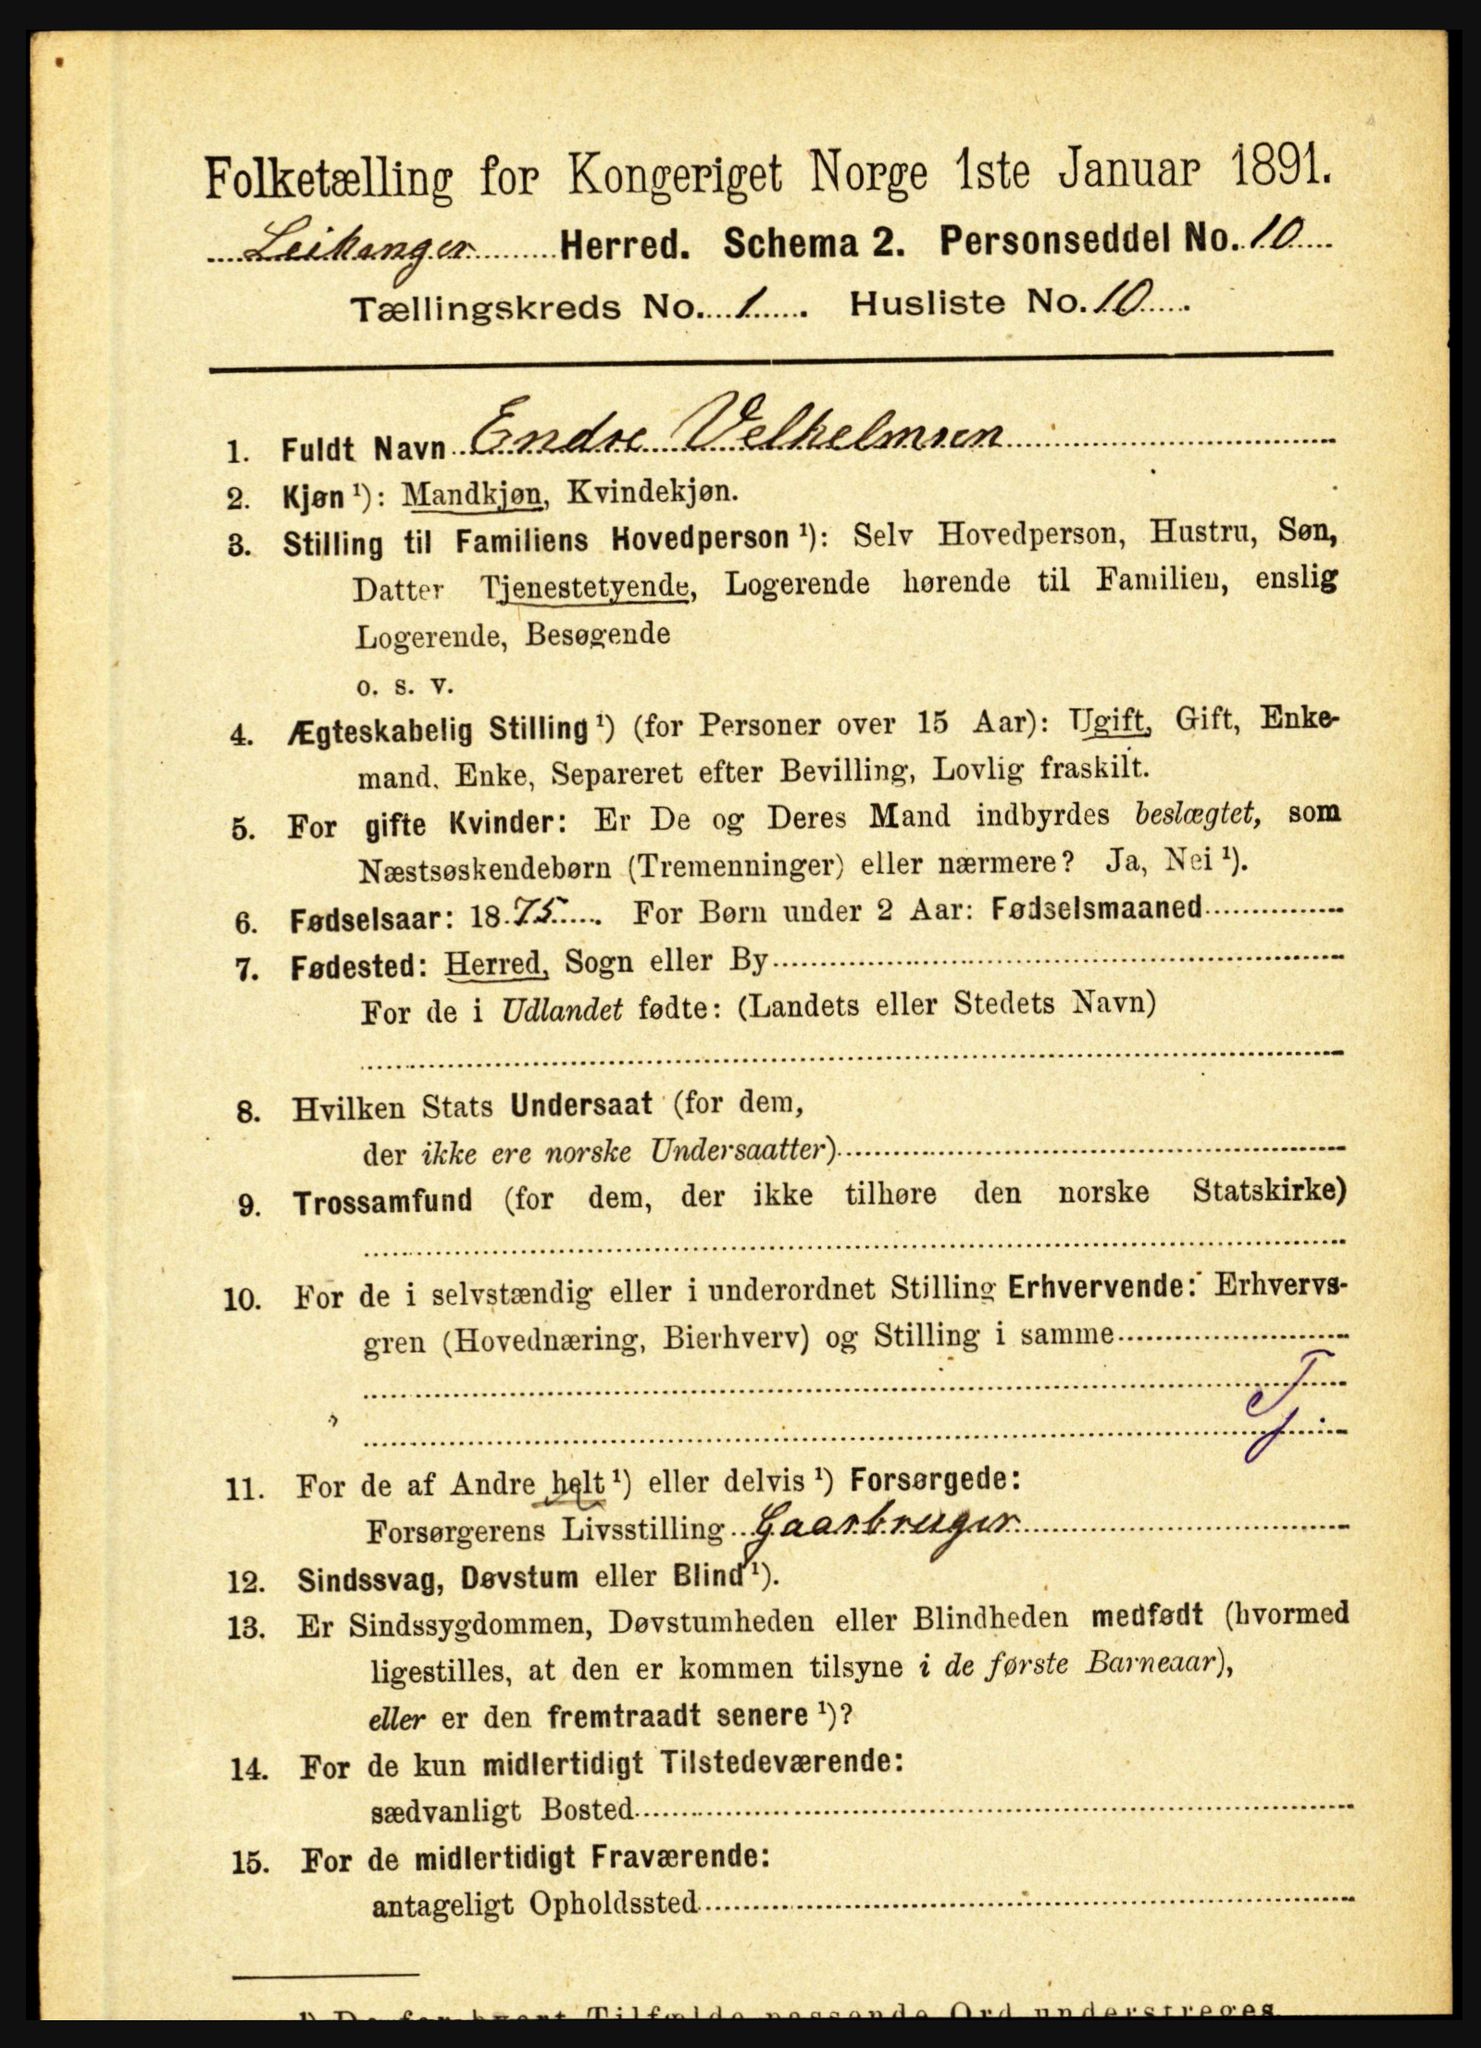 Folketælling for Kongeriget Norge 1ste Januar 1891.
Leikanger Herred. Schema 2. Personseddel No. 10
Tællingskreds No. 1. Husliste No. 10.
1. Fuldt Navn Endre Velhelmsen
2. Kjøn ¹): Mandkjøn, Kvindekjøn.
3. Stilling til Familiens Hovedperson ¹): Selv Hovedperson, Hustru, Søn,
Datter Tjenestetyende, Logerende hørende til Familien, enslig
Logerende, Besøgende
o. s. v.
4. Ægteskabelig Stilling ¹) (for Personer over 15 Aar): Ugift, Gift, Enke-
mand, Enke, Separeret efter Bevilling, Lovlig fraskilt.
5. For gifte Kvinder: Er De og Deres Mand indbyrdes beslægtet, som
Næstsøskendebørn (Tremenninger) eller nærmere? Ja, Nei ¹).
6. Fødselsaar: 1875. For Børn under 2 Aar: Fødselsmaaned
7. Fødested: Herred, Sogn eller By
For de i Udlandet fødte: (Landets eller Stedets Navn)
8. Hvilken Stats Undersaat (for dem,
der ikke ere norske Undersaatter)
9. Trossamfund (for dem, der ikke tilhøre den norske Statskirke)
10. For de i selvstændig eller i underordnet Stilling Erhvervende: Erhvervs-
gren (Hovednæring, Bierhverv) og Stilling i samme
11. For de af Andre helt ¹) eller delvis ¹) Forsørgede:
Forsørgerens Livsstilling Gaarbruger
12. Sindssvag, Døvstum eller Blind ¹).
13. Er Sindssygdommen, Døvstumheden eller Blindheden medfødt (hvormed
ligestilles, at den er kommen tilsyne i de første Barneaar),
eller er den fremtraadt senere ¹)?
14. For de kun midlertidigt Tilstedeværende:
sædvanligt Bosted
15. For de midlertidigt Fraværende:
antageligt Opholdssted
¹) De for hvert Tilfælde passende Ord understreges.